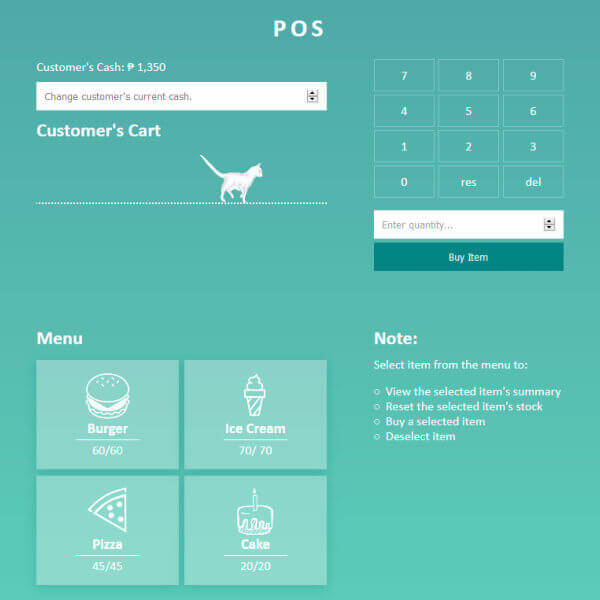 POS
Customer's Cash: ₱ 1,350
Change customer's current cash.
Customer's Cart
7 8 9
4 5 6
1 2 3
0 res del
Enter quantity...
Buy Item
Menu
Burger
60/60
Ice Cream
70/ 70
Pizza
45/45
Cake
20/20
Note:
Select item from the menu to:
○ View the selected item's summary
○ Reset the selected item's stock
○ Buy a selected item
○ Deselect item